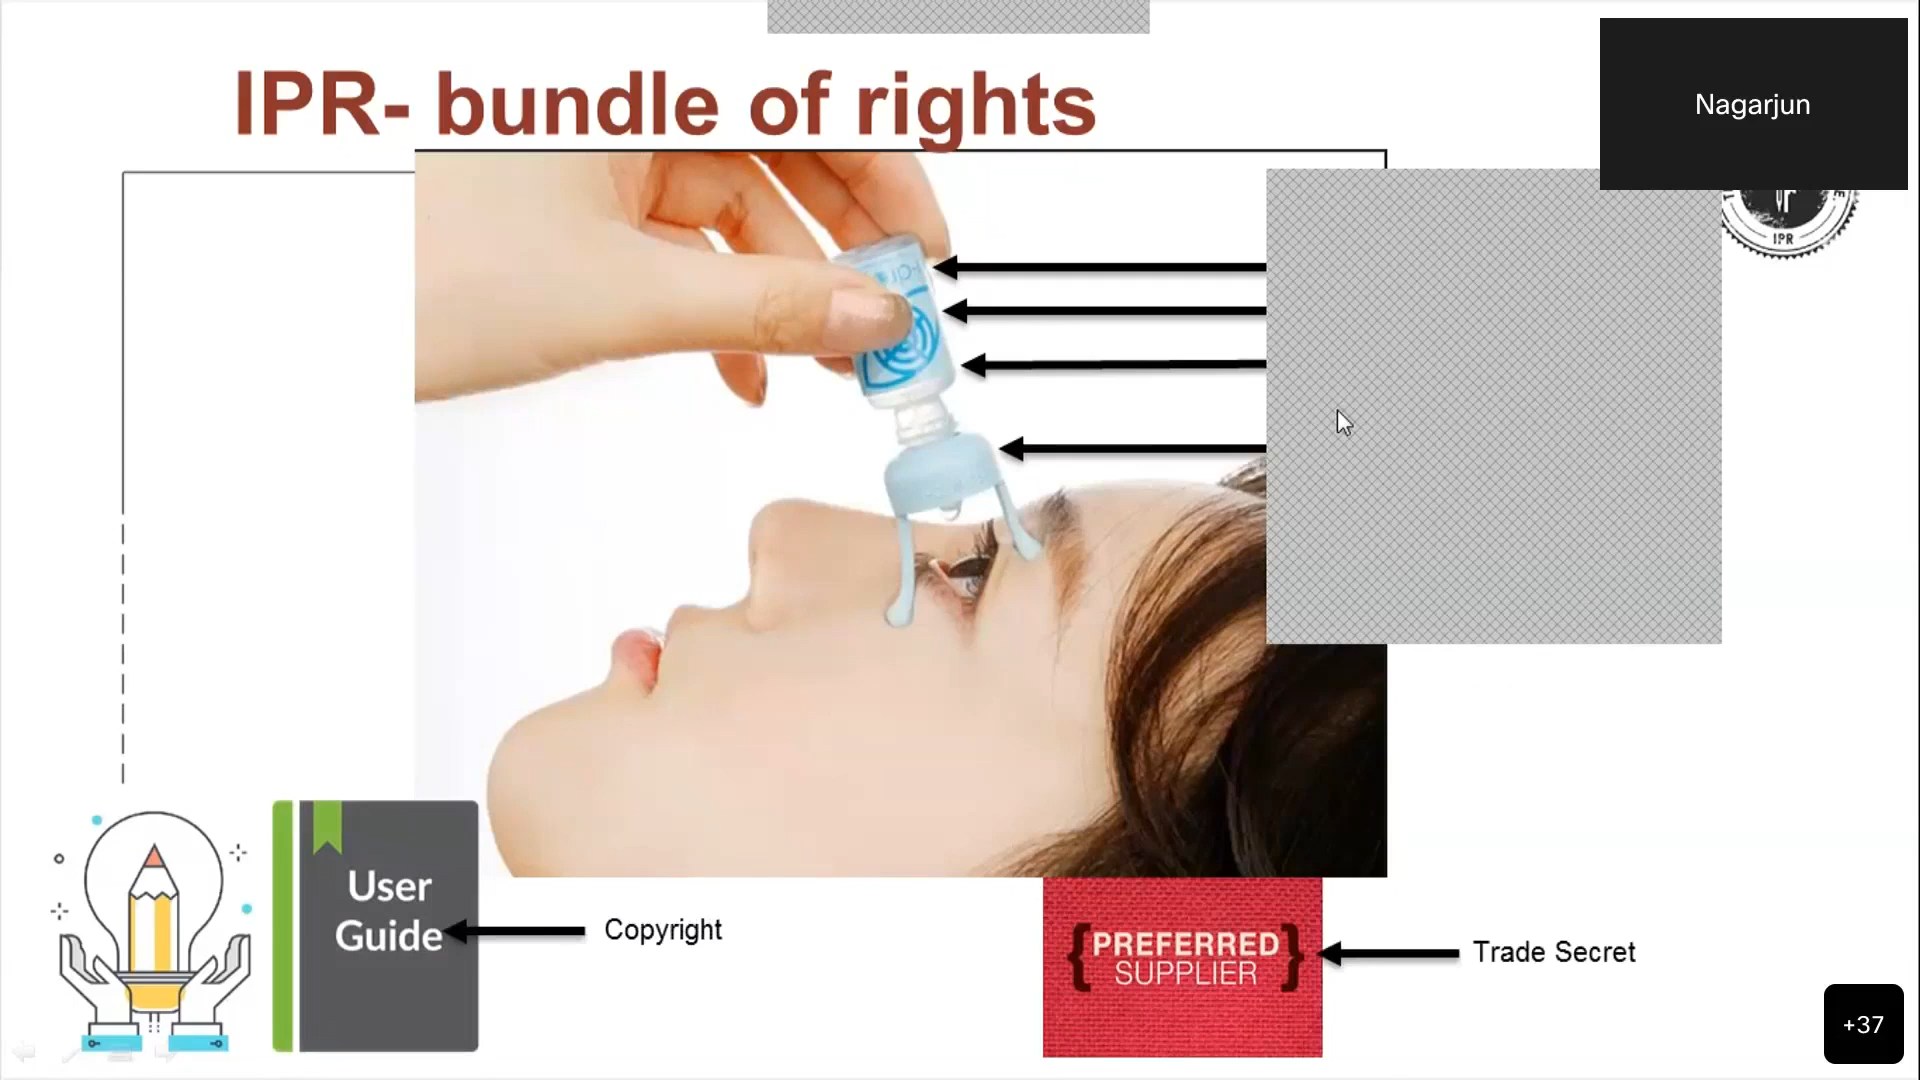 IPR- bundle of rights
Nagarjun
IPR
User
Guide
Copyright
{PREFERRED
SUPPLIER}
Trade Secret
+37